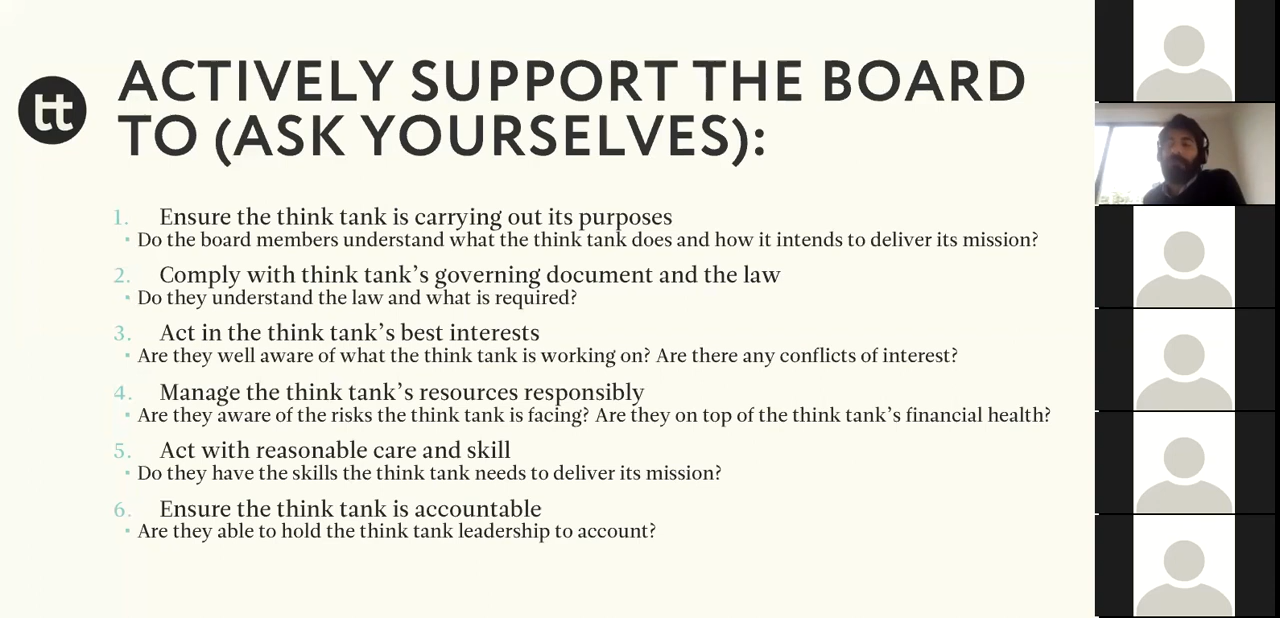 tt
ACTIVELY SUPPORT THE BOARD
TO (ASK YOURSELVES):
1. Ensure the think tank is carrying out its purposes
▪ Do the board members understand what the think tank does and how it intends to deliver its mission?
2. Comply with think tank’s governing document and the law
▪ Do they understand the law and what is required?
3. Act in the think tank’s best interests
▪ Are they well aware of what the think tank is working on? Are there any conflicts of interest?
4. Manage the think tank’s resources responsibly
▪ Are they aware of the risks the think tank is facing? Are they on top of the think tank’s financial health?
5. Act with reasonable care and skill
▪ Do they have the skills the think tank needs to deliver its mission?
6. Ensure the think tank is accountable
▪ Are they able to hold the think tank leadership to account?